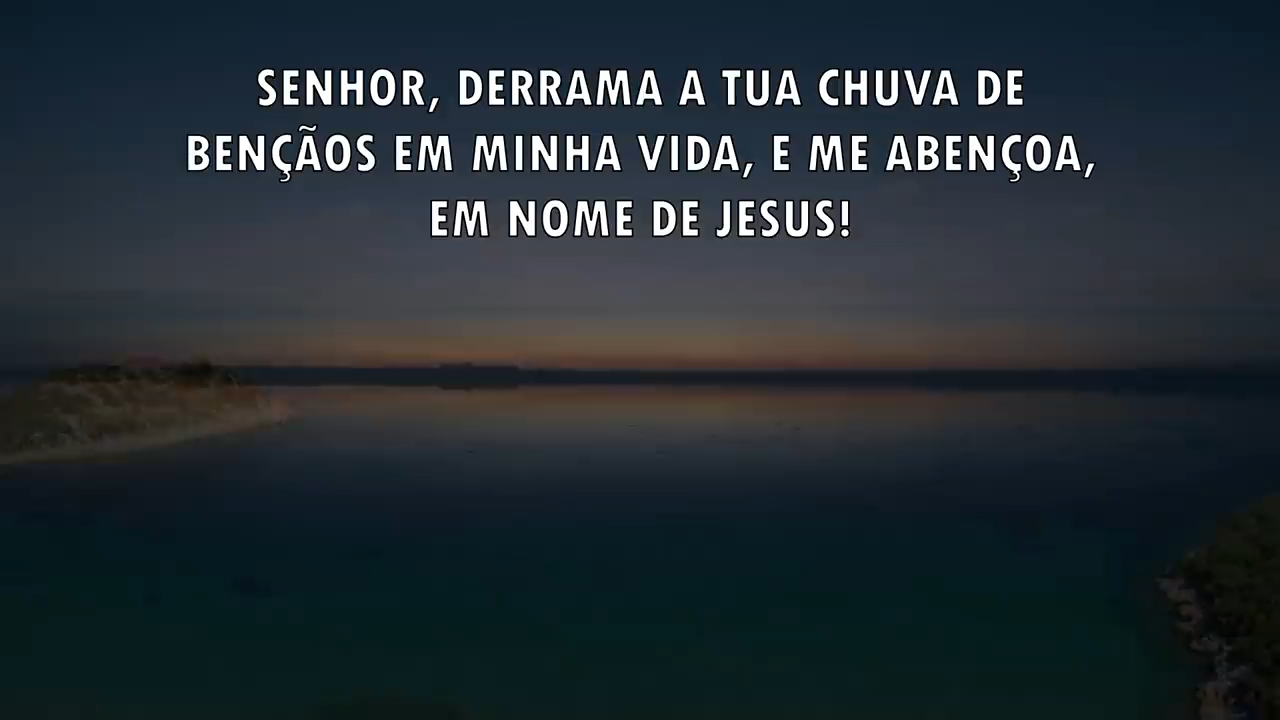 SENHOR, DERRAMA A TUA CHUVA DE
BENÇÃOS EM MINHA VIDA, E ME ABENÇOA,
EM NOME DE JESUS!